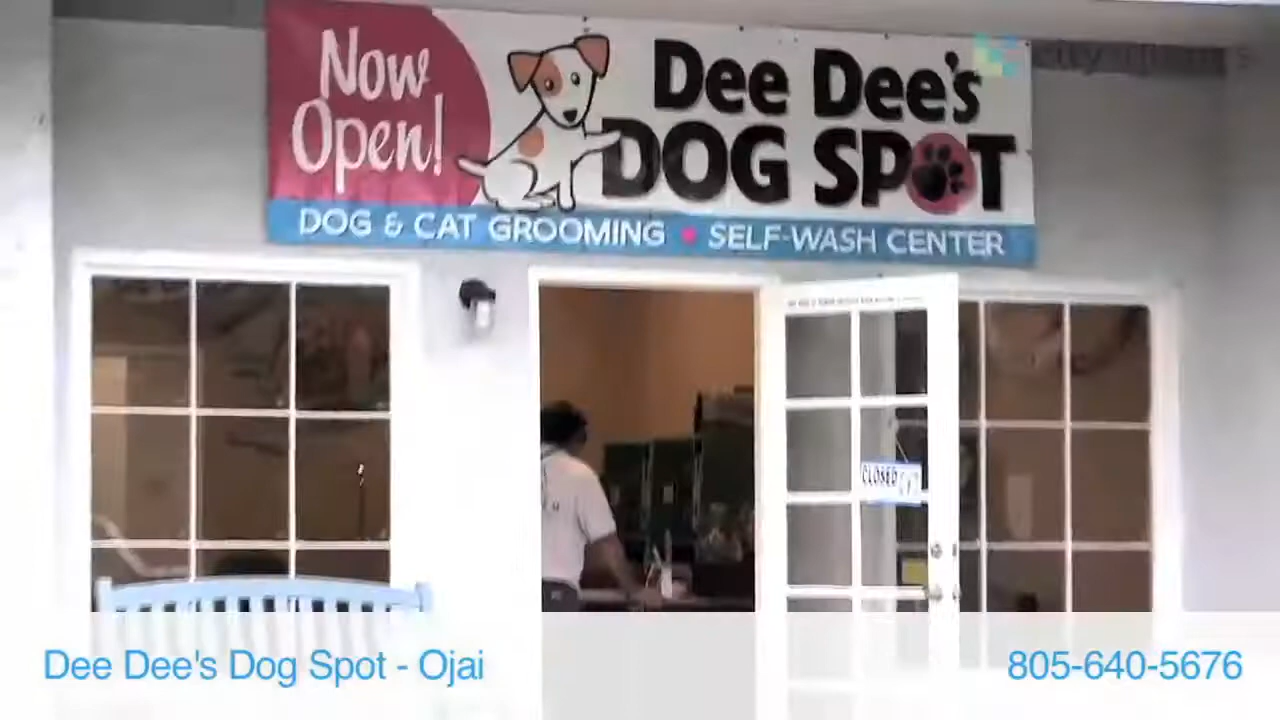 Now
Open!
Dee Dee's
DOG SPOT
DOG & CAT GROOMING • SELF-WASH CENTER
CLOSED
Dee Dee's Dog Spot - Ojai
805-640-5676